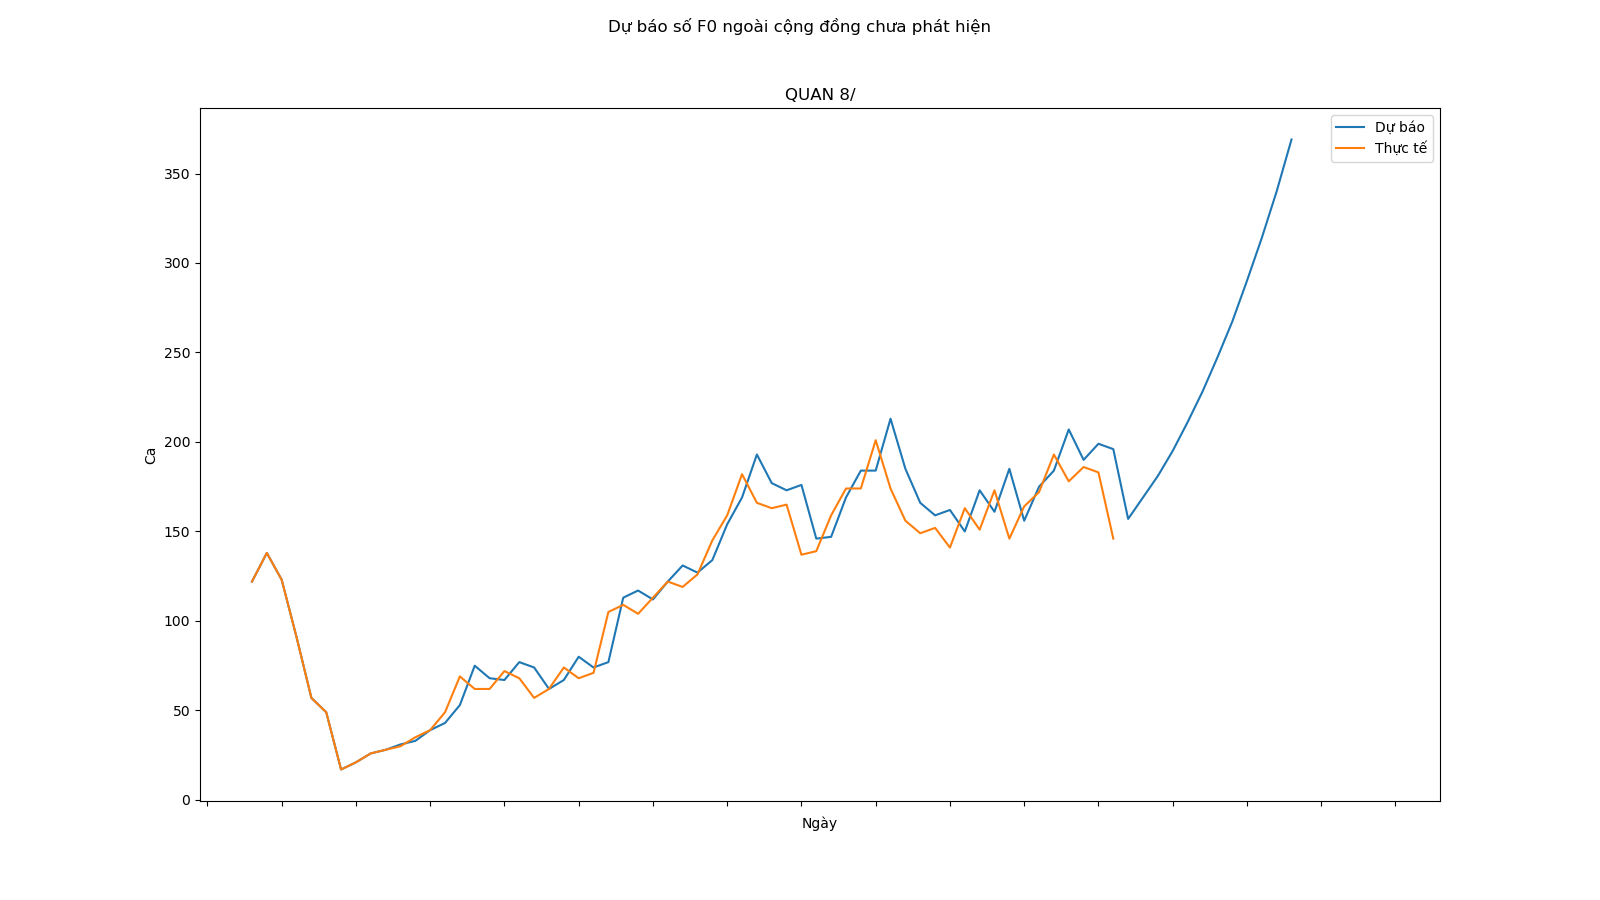 Dự báo số F0 ngoài cộng đồng chưa phát hiện
QUAN 8/
Dự báo
Thực tế
350
300
250
200
150
100
50
0
Ca
Ngày